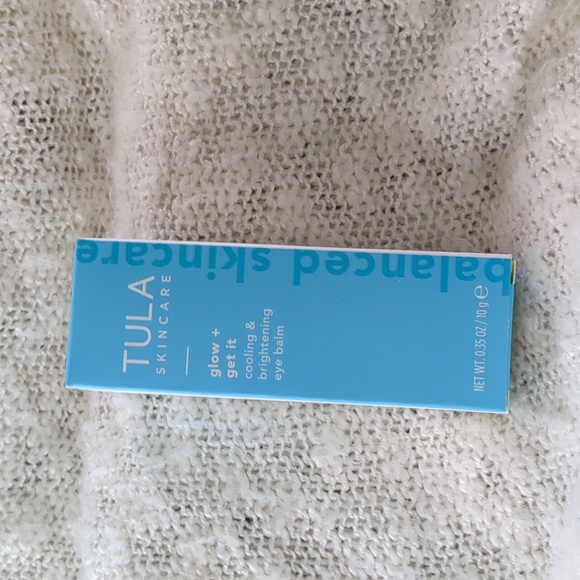 TULA
SKINCARE
glow +
get it
cooling &
brightening
eye balm
NET WT. 0.35 OZ / 10 g ℮
balanced skincare